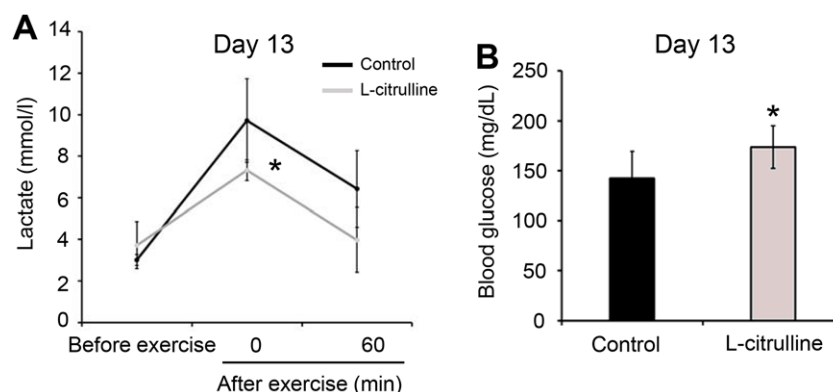 A
Day 13
Control
L-citrulline
Lactate (mmol/l)
14
12
10
8
6
4
2
0
Before exercise 0 60
After exercise (min)
*
B
Day 13
Blood glucose (mg/dL)
250
200
150
100
50
0
*
Control L-citrulline